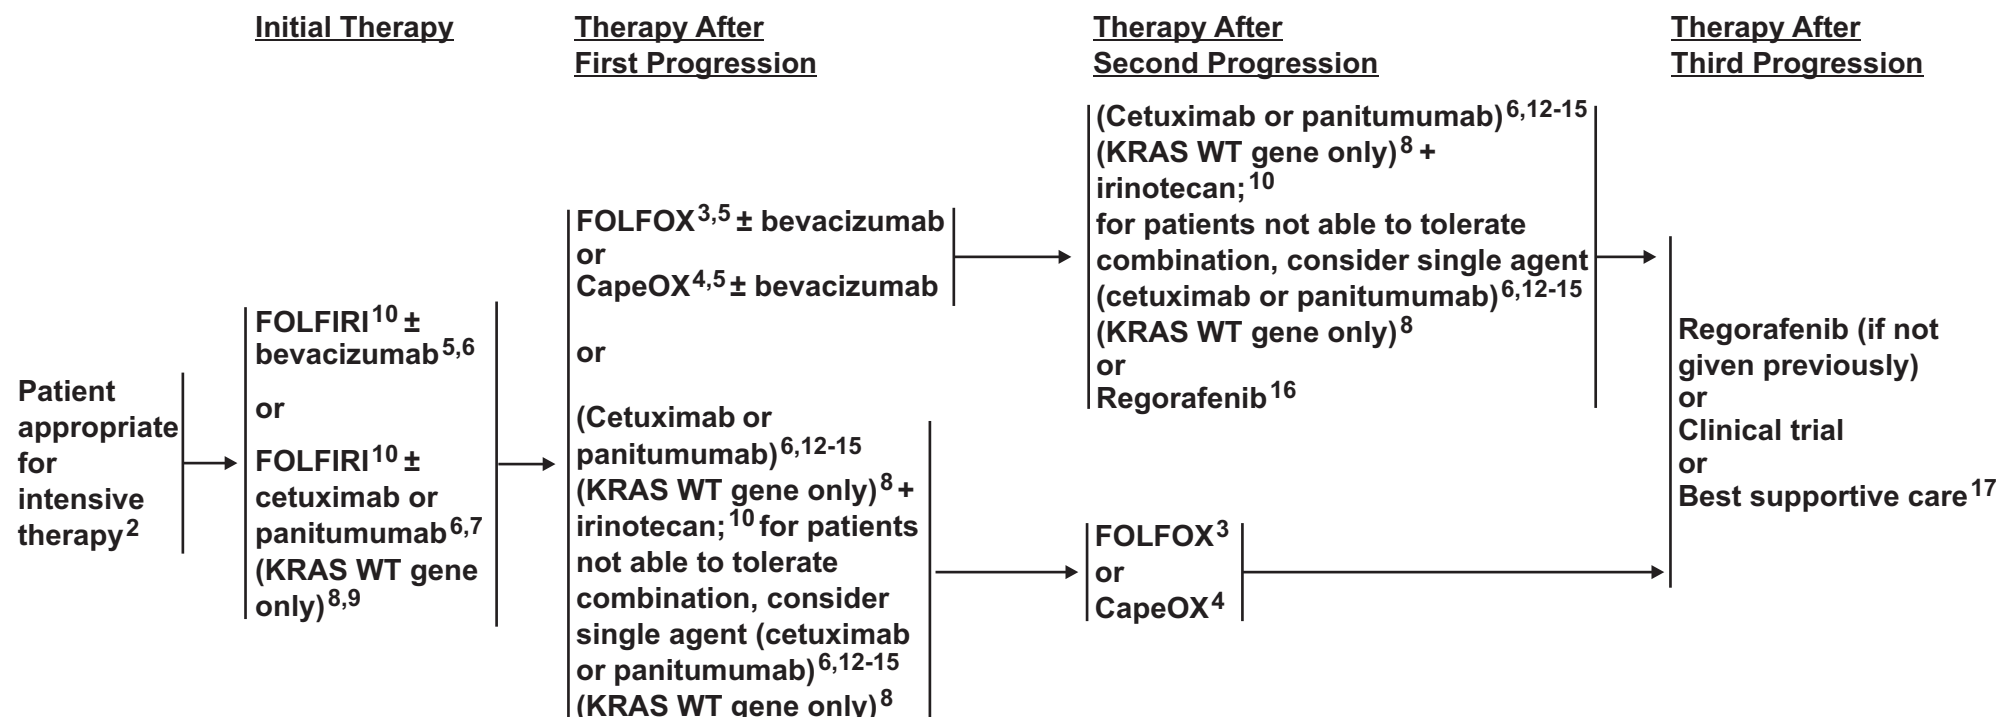 Initial Therapy
Therapy After
First Progression
Therapy After
Second Progression
Therapy After
Third Progression
Patient
appropriate
for
intensive
therapy2
FOLFIRI10 ±
bevacizumab5,6
or
FOLFIRI10 ±
cetuximab or
panitumumab6,7
(KRAS WT gene
only)8,9
FOLFOX3,5 ± bevacizumab
or
CapeOX4,5 ± bevacizumab
or
(Cetuximab or
panitumumab)6,12-15
(KRAS WT gene only)8 +
irinotecan;10 for patients
not able to tolerate
combination, consider
single agent (cetuximab
or panitumumab)6,12-15
(KRAS WT gene only)8
(Cetuximab or panitumumab)6,12-15
(KRAS WT gene only)8 +
irinotecan;10
for patients not able to tolerate
combination, consider single agent
(cetuximab or panitumumab)6,12-15
(KRAS WT gene only)8
or
Regorafenib16
FOLFOX3
or
CapeOX4
Regorafenib (if not
given previously)
or
Clinical trial
or
Best supportive care17